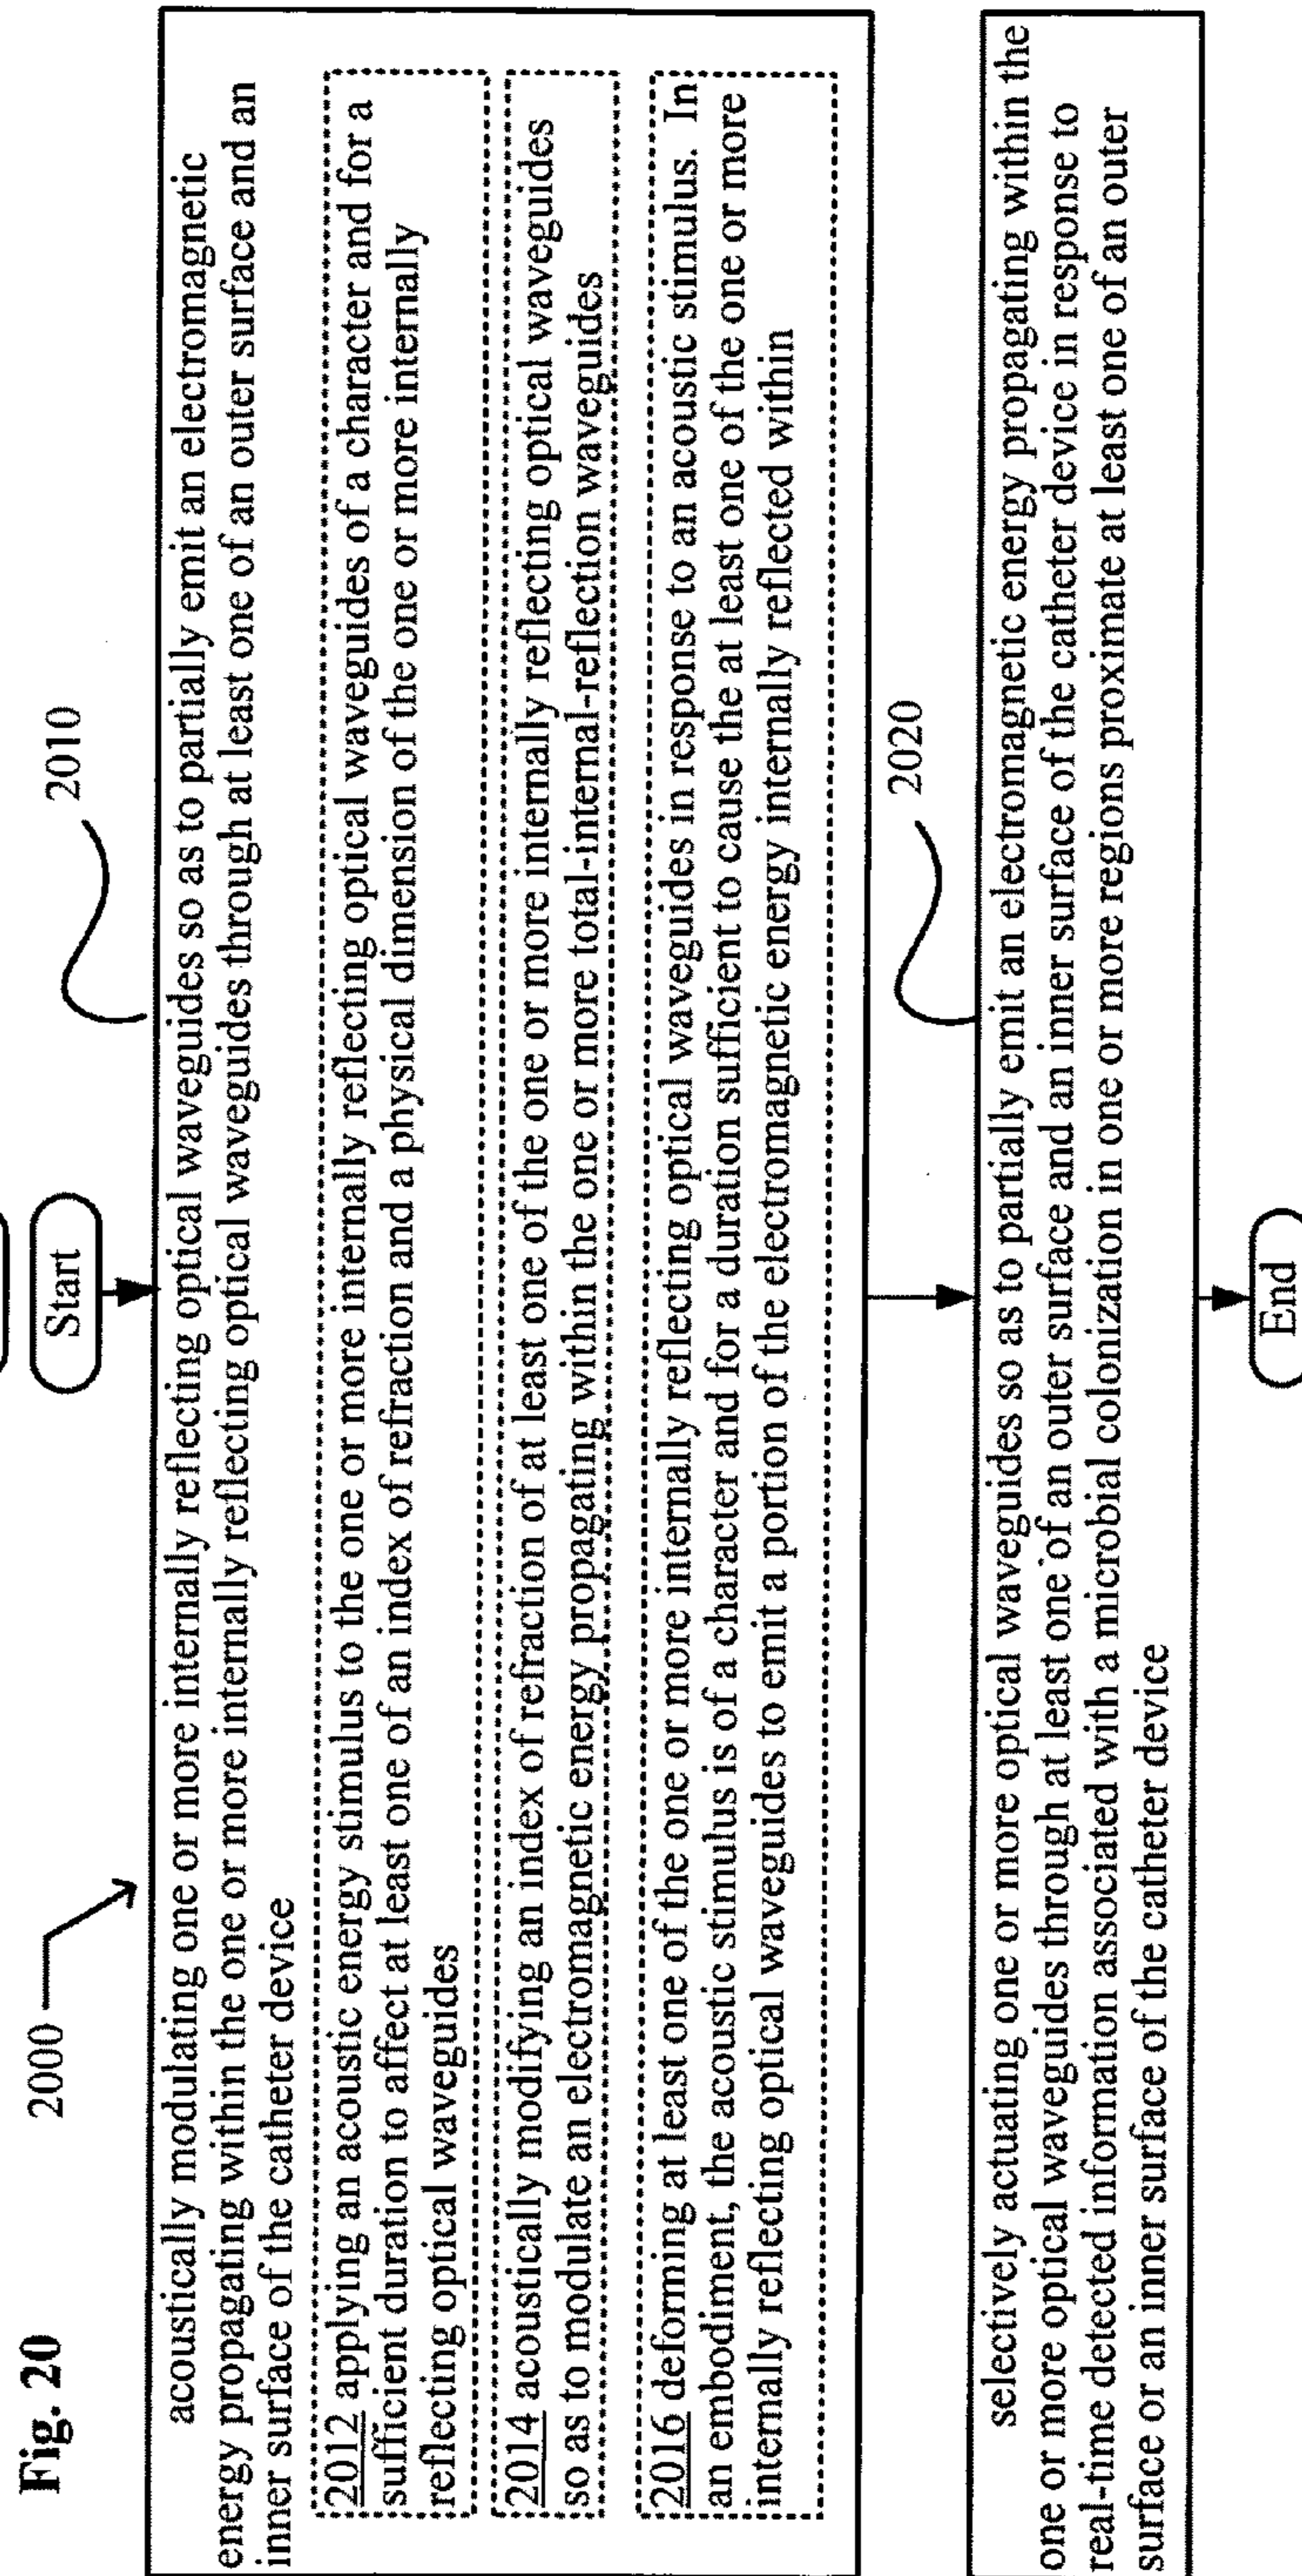 Fig. 20
2000
Start
2010
acoustically modulating one or more internally reflecting optical waveguides so as to partially emit an electromagnetic
energy propagating within the one or more internally reflecting optical waveguides through at least one of an outer surface and an
inner surface of the catheter device
2012 applying an acoustic energy stimulus to the one or more internally reflecting optical waveguides of a character and for a
sufficient duration to affect at least one of an index of refraction and a physical dimension of the one or more internally
reflecting optical waveguides
2014 acoustically modifying an index of refraction of at least one of the one or more internally reflecting optical waveguides
so as to modulate an electromagnetic energy propagating within the one or more total-internal-reflection waveguides
2016 deforming at least one of the one or more internally reflecting optical waveguides in response to an acoustic stimulus. In
an embodiment, the acoustic stimulus is of a character and for a duration sufficient to cause the at least one of the one or more
internally reflecting optical waveguides to emit a portion of the electromagnetic energy internally reflected within
2020
selectively actuating one or more optical waveguides so as to partially emit an electromagnetic energy propagating within the
one or more optical waveguides through at least one of an outer surface and an inner surface of the catheter device in response to
real-time detected information associated with a microbial colonization in one or more regions proximate at least one of an outer
surface or an inner surface of the catheter device
End